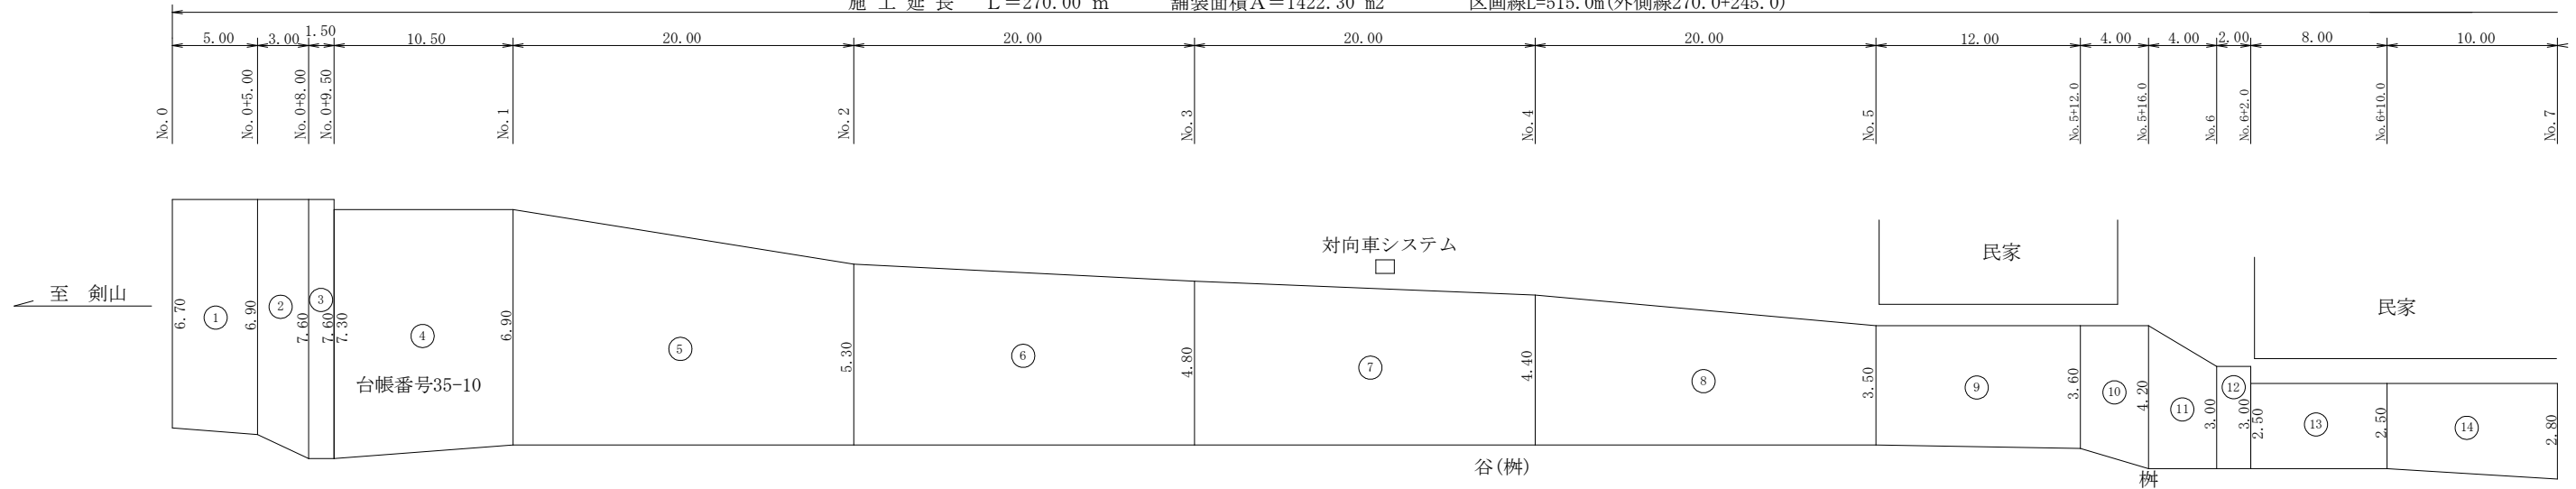 施 工 延 長 L=270.00 m 舗装面積A=1422.30 m2 区画線L=515.0m(外側線270.0+245.0)
5.00 3.00 1.50 10.50 20.00 20.00 20.00 20.00 12.00 4.00 4.00 2.00 8.00 10.00
No.0 No.0+5.00 No.0+8.00 No.0+9.50 No.1 No.2 No.3 No.4 No.5 No.5+12.0 No.5+16.0 No.6 No.6+2.0 No.6+10.0 No.7
対向車システム
民家
民家
至 剣山
6.70 6.90 7.60 7.60 7.30 6.90 5.30 4.80 4.40 3.50 3.60 4.20 3.00 3.00 2.50 2.50 2.80
① ② ③ ④ ⑤ ⑥ ⑦ ⑧ ⑨ ⑩ ⑪ ⑫ ⑬ ⑭
台帳番号35-10
谷(桝)
桝